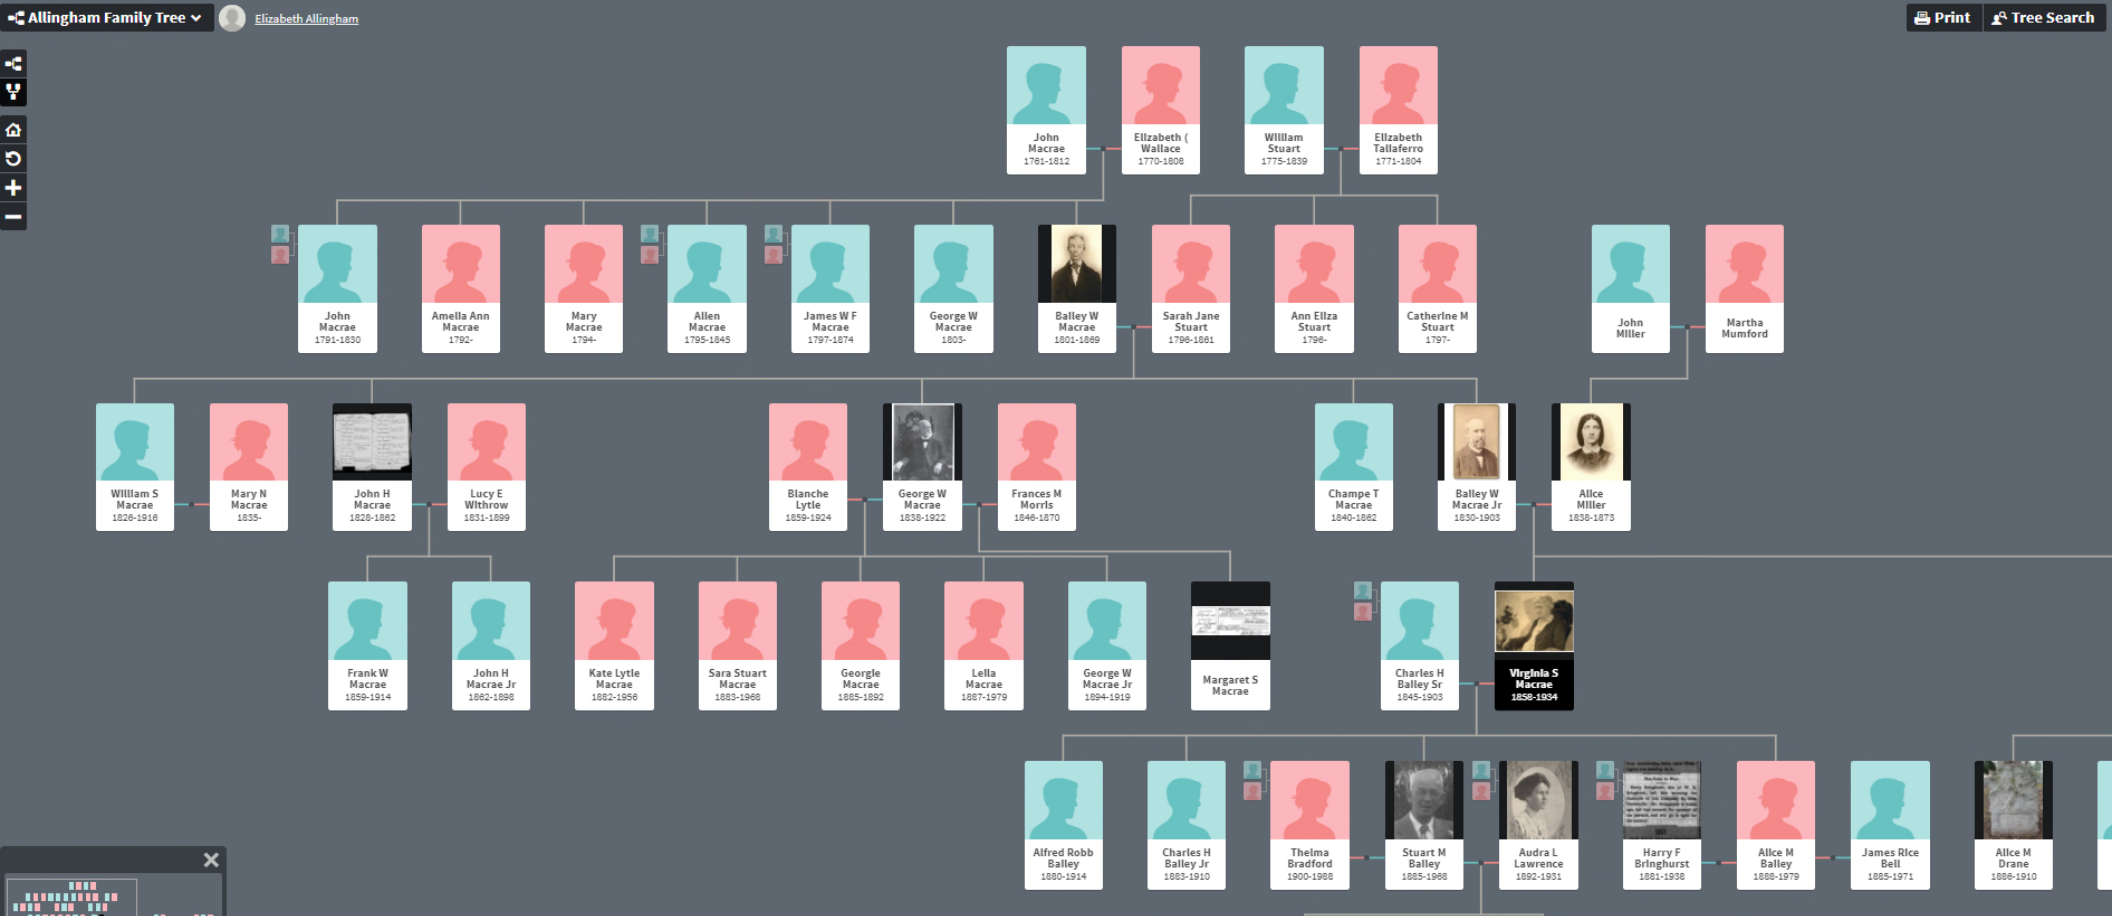 Allingham Family Tree
Elizabeth Allingham
Print
Tree Search
John
Macrae
1761-1812
Elizabeth (
Wallace
1770-1808
William
Stuart
1775-1839
Elizabeth
Taliaferro
1771-1804
John
Macrae
1791-1830
Amelia Ann
Macrae
1792-
Mary
Macrae
1794-
Allen
Macrae
1795-1845
James W F
Macrae
1797-1874
George W
Macrae
1803-
Bailey W
Macrae
1801-1869
Sarah Jane
Stuart
1796-1861
Ann Eliza
Stuart
1796-
Catherine M
Stuart
1797-
John
Miller
Martha
Mumford
William S
Macrae
1826-1916
Mary N
Macrae
1835-
John H
Macrae
1828-1862
Lucy E
Withrow
1831-1899
Blanche
Lytle
1859-1924
George W
Macrae
1838-1922
Frances M
Morris
1846-1870
Champe T
Macrae
1840-1862
Bailey W
Macrae Jr
1830-1903
Alice
Miller
1838-1873
Frank W
Macrae
1859-1914
John H
Macrae Jr
1862-1898
Kate Lytle
Macrae
1882-1956
Sara Stuart
Macrae
1883-1968
Georgie
Macrae
1885-1892
Leila
Macrae
1887-1979
George W
Macrae Jr
1894-1919
Margaret S
Macrae
Charles H
Bailey Sr
1845-1903
Virginia S
Macrae
1858-1934
Alfred Robb
Bailey
1880-1914
Charles H
Bailey Jr
1883-1910
Thelma
Bradford
1900-1988
Stuart M
Bailey
1885-1968
Audra L
Lawrence
1892-1931
Harry F
Bringhurst
1881-1938
Alice M
Bailey
1888-1979
James Rice
Bell
1885-1971
Alice M
Drane
1886-1910